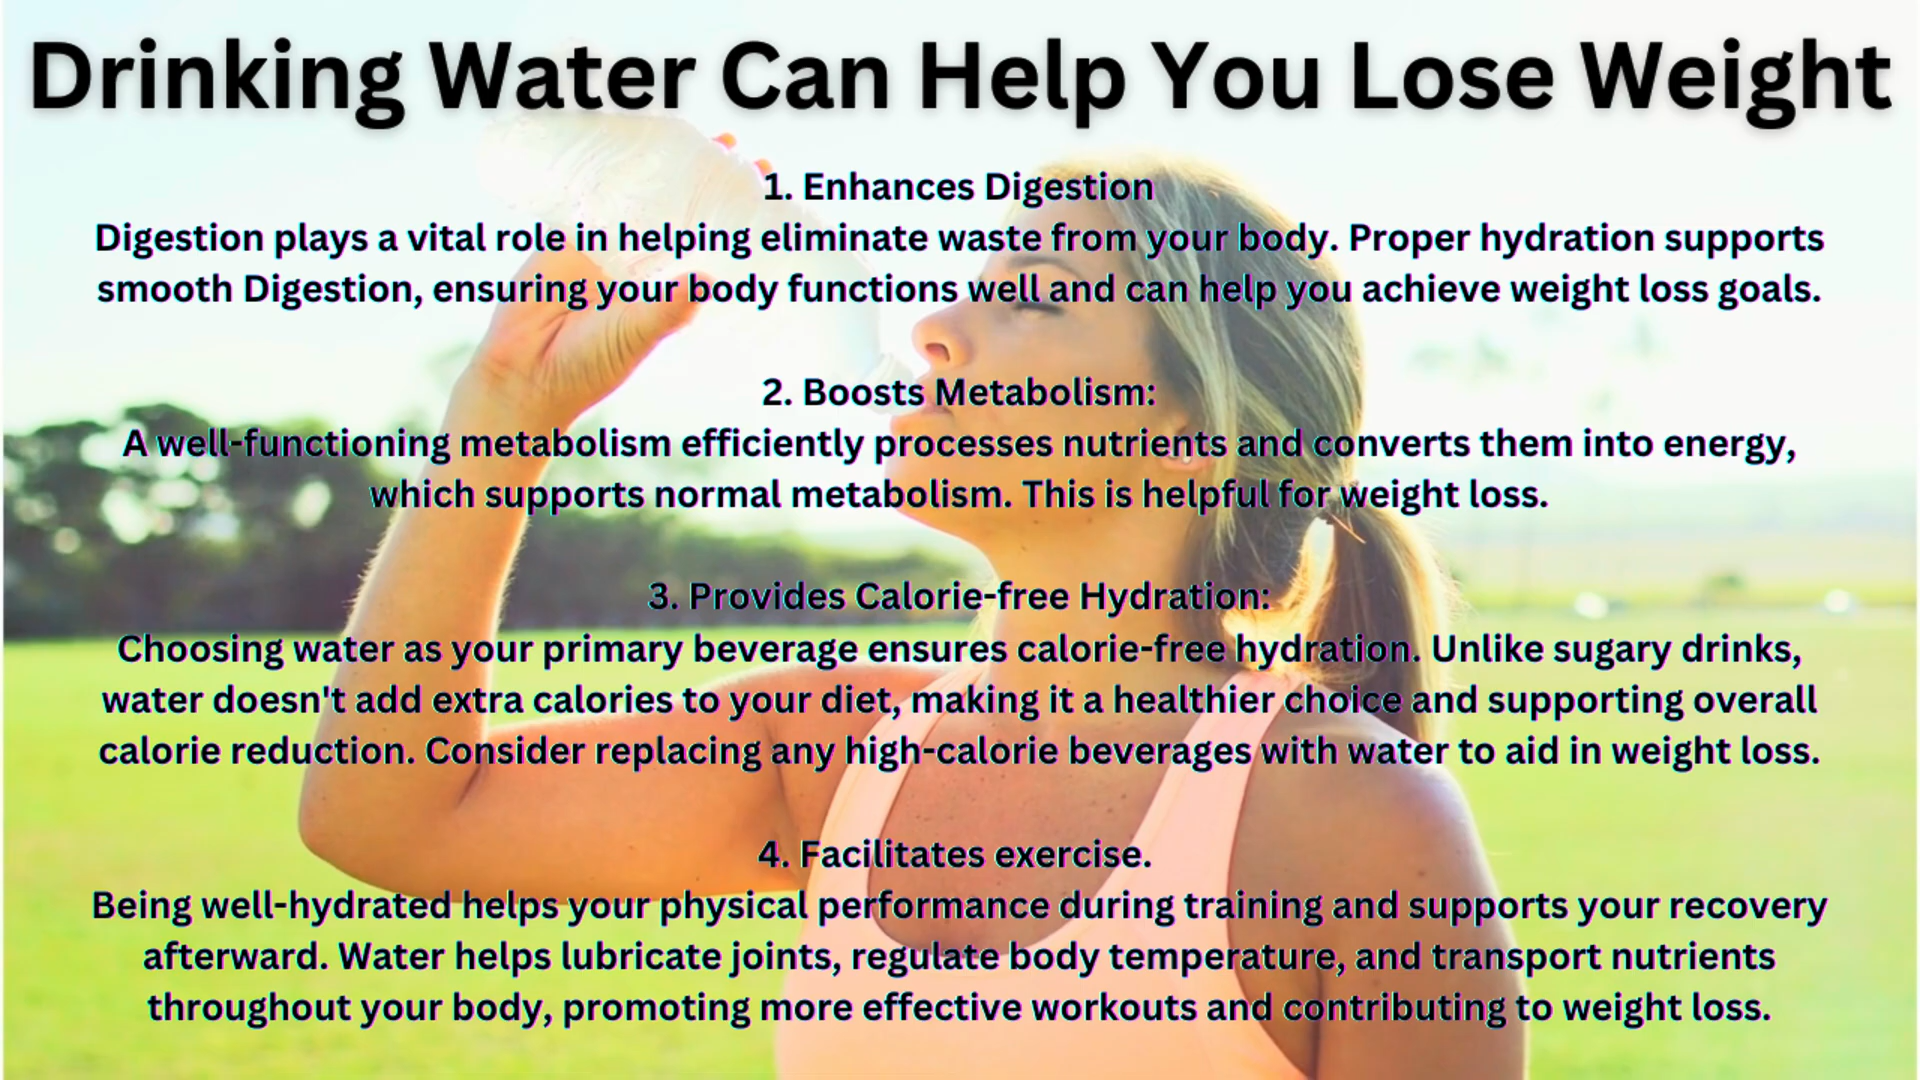 Drinking Water Can Help You Lose Weight
1. Enhances Digestion
Digestion plays a vital role in helping eliminate waste from your body. Proper hydration supports
smooth Digestion, ensuring your body functions well and can help you achieve weight loss goals.
2. Boosts Metabolism:
A well-functioning metabolism efficiently processes nutrients and converts them into energy,
which supports normal metabolism. This is helpful for weight loss.
3. Provides Calorie-free Hydration:
Choosing water as your primary beverage ensures calorie-free hydration. Unlike sugary drinks,
water doesn't add extra calories to your diet, making it a healthier choice and supporting overall
calorie reduction. Consider replacing any high-calorie beverages with water to aid in weight loss.
4. Facilitates exercise.
Being well-hydrated helps your physical performance during training and supports your recovery
afterward. Water helps lubricate joints, regulate body temperature, and transport nutrients
throughout your body, promoting more effective workouts and contributing to weight loss.